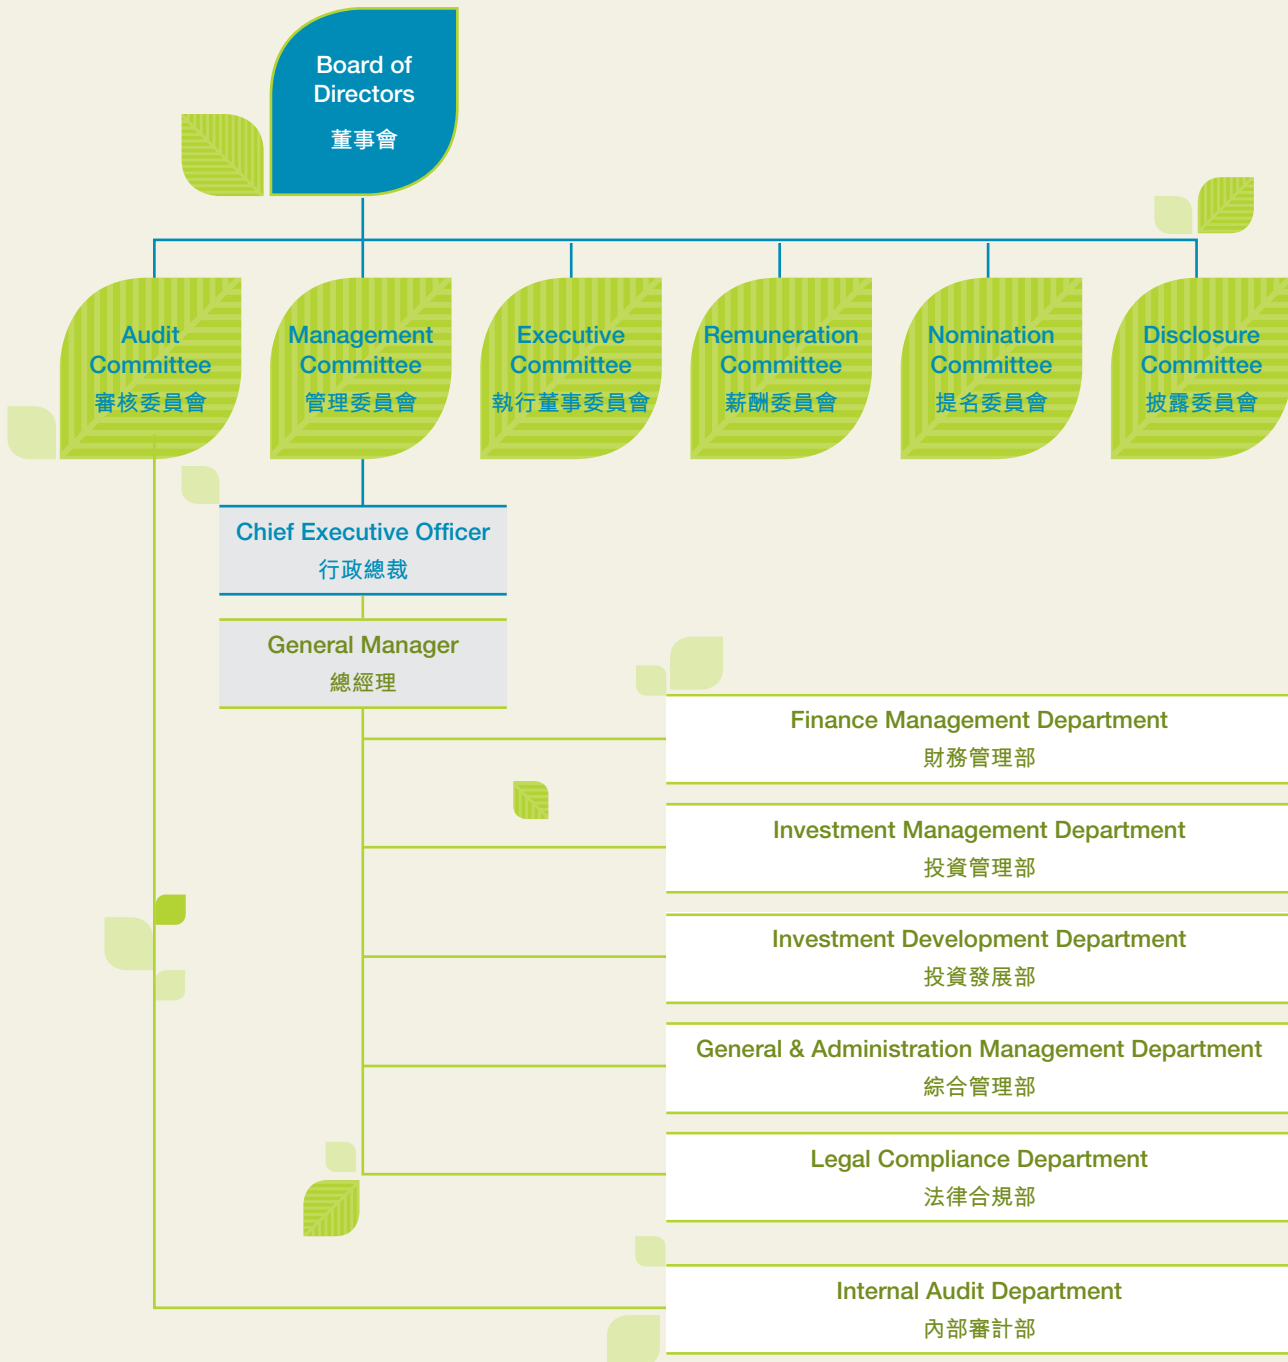 Board of
Directors
董事會
Audit
Committee
審核委員會
Management
Committee
管理委員會
Executive
Committee
執行董事委員會
Remuneration
Committee
薪酬委員會
Nomination
Committee
提名委員會
Disclosure
Committee
披露委員會
Chief Executive Officer
行政總裁
General Manager
總經理
Finance Management Department
財務管理部
Investment Management Department
投資管理部
Investment Development Department
投資發展部
General & Administration Management Department
綜合管理部
Legal Compliance Department
法律合規部
Internal Audit Department
內部審計部